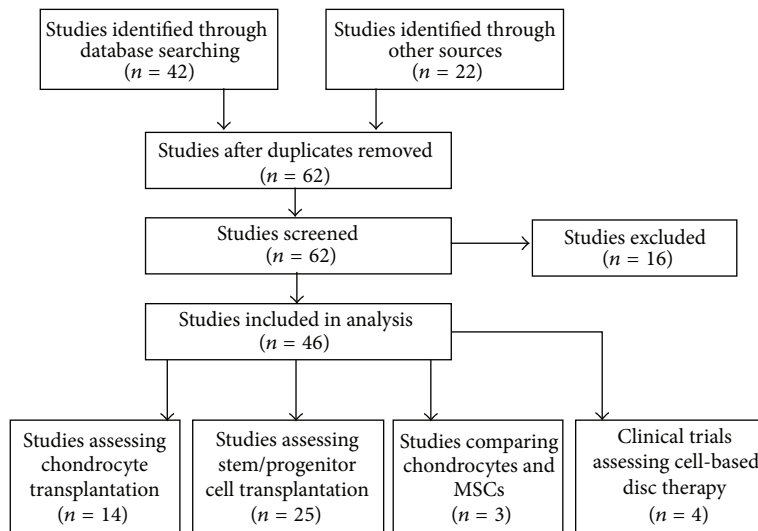 Studies identified through
database searching
(n = 42)
Studies identified through
other sources
(n = 22)
Studies after duplicates removed
(n = 62)
Studies screened
(n = 62)
Studies excluded
(n = 16)
Studies included in analysis
(n = 46)
Studies assessing
chondrocyte
transplantation
(n = 14)
Studies assessing
stem/progenitor
cell transplantation
(n = 25)
Studies comparing
chondrocytes and
MSCs
(n = 3)
Clinical trials
assessing cell-based
disc therapy
(n = 4)